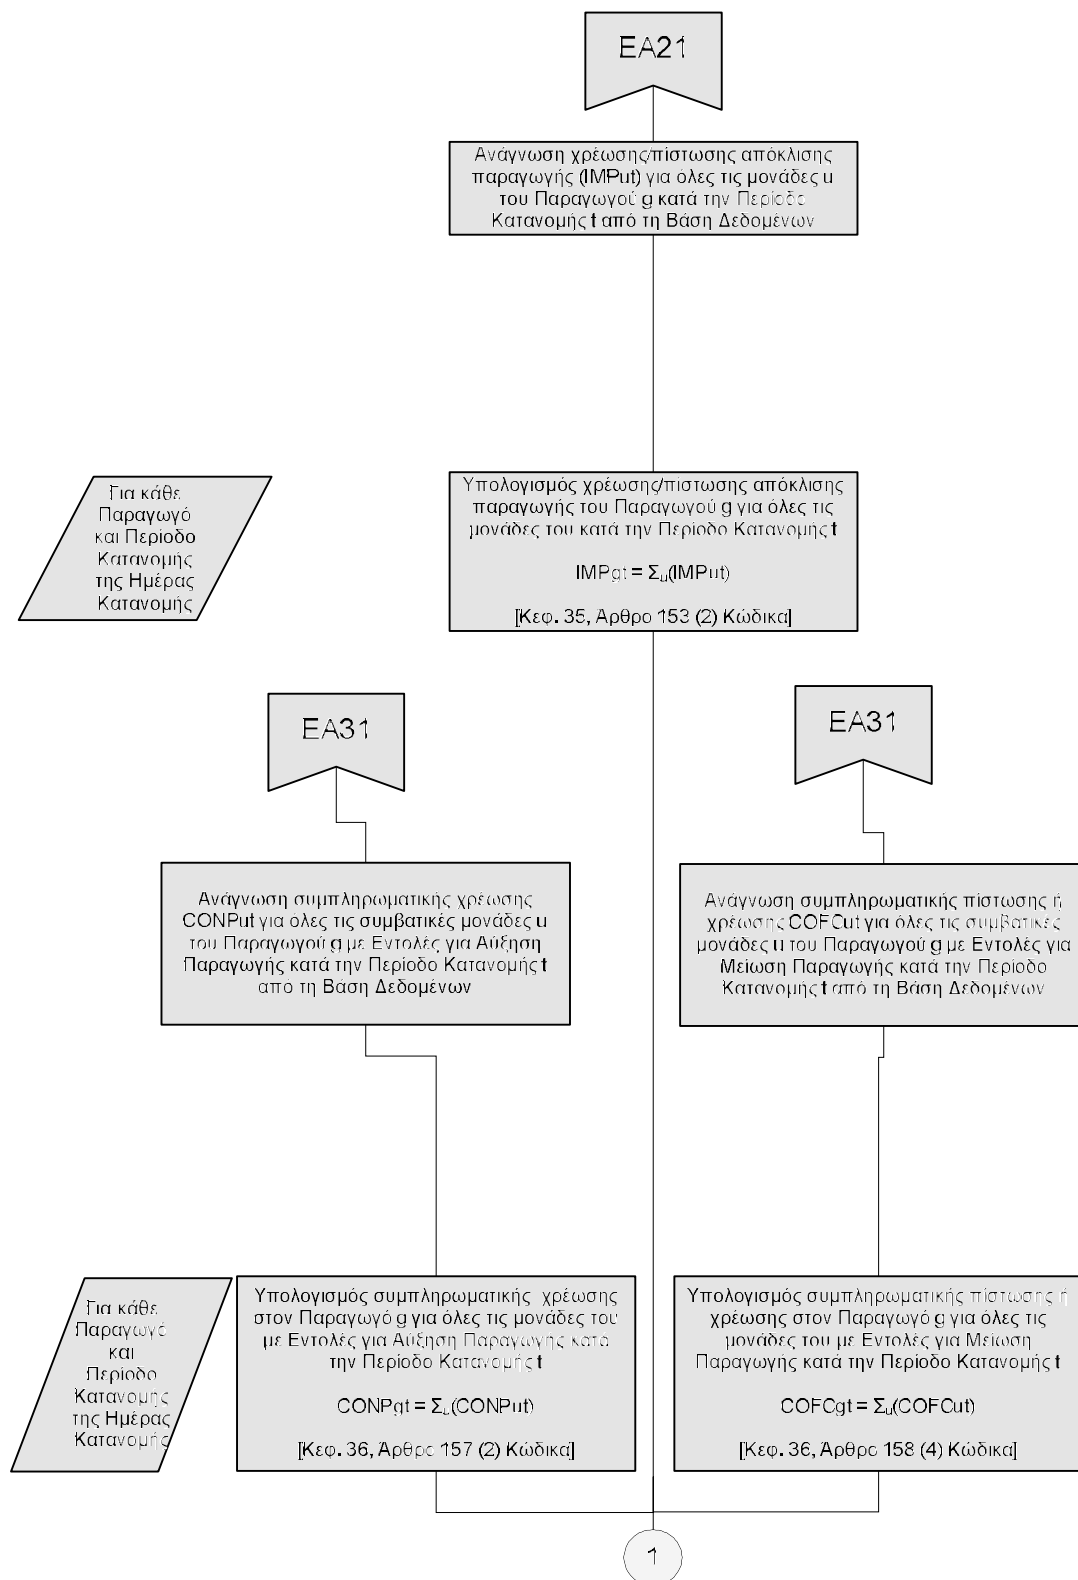 ΕΑ21
Ανάγνωση χρέωσης/πίστωσης απόκλισης
παραγωγής (IMPut) για όλες τις μονάδες u
του Παραγωγού g κατά την Περίοδο
Κατανομής t από τη Βάση Δεδομένων
Για κάθε
Παραγωγό
και Περίοδο
Κατανομής
της Ημέρας
Κατανομής
Υπολογισμός χρέωσης/πίστωσης απόκλισης
παραγωγής του Παραγωγού g για όλες τις
μονάδες του κατά την Περίοδο Κατανομής t
IMPgt = Σu(IMPut)
[Κεφ. 35, Άρθρο 153 (2) Κώδικα]
ΕΑ31
ΕΑ31
Ανάγνωση συμπληρωματικής χρέωσης
CONPut για όλες τις συμβατικές μονάδες u
του Παραγωγού g με Εντολές για Αύξηση
Παραγωγής κατά την Περίοδο Κατανομής t
απο τη Βάση Δεδομένων
Ανάγνωση συμπληρωματικής πίστωσης ή
χρέωσης COFCut για όλες τις συμβατικές
μονάδες u του Παραγωγού g με Εντολές για
Μείωση Παραγωγής κατά την Περίοδο
Κατανομής t από τη Βάση Δεδομένων
Για κάθε
Παραγωγό
και
Περίοδο
Κατανομης
της Ημέρας
Κατανομής
Υπολογισμός συμπληρωματικής χρέωσης
στον Παραγωγό g για όλες τις μονάδες του
με Εντολές για Αύξηση Παραγωγής κατα
την Περίοδο Κατανομής t
CONPgt = Σu(CONPut)
[Κεφ. 36, Άρθρο 157 (2) Κώδικα]
Υπολογισμός συμπληρωματικής πίστωσης ή
χρέωσης στον Παραγωγό g για όλες τις
μονάδες του με Εντολές για Μείωση
Παραγωγής κατά την Περίοδο Κατανομής t
COFCgt = Σu(COFCut)
[Κεφ. 36, Άρθρο 158 (4) Κώδικα]
1